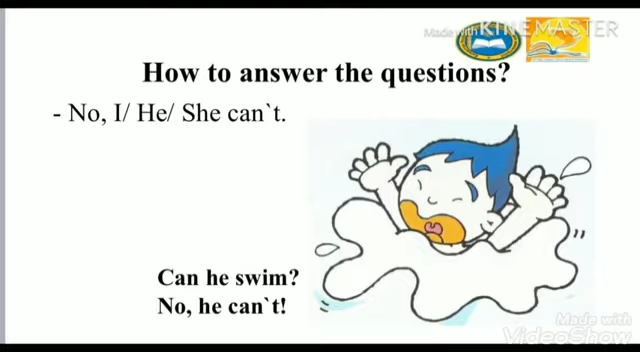 Made with KINEMASTER
How to answer the questions?
- No, I/ He/ She can`t.
Can he swim?
No, he can`t!
Made with
VideoShow